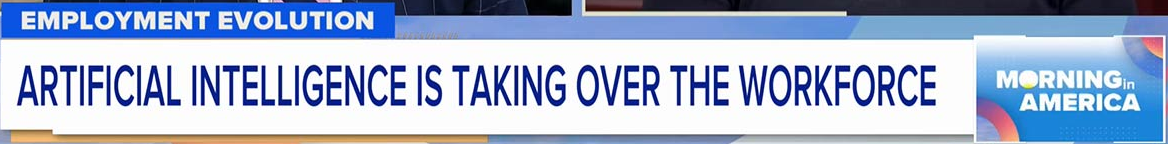 EMPLOYMENT EVOLUTION
ARTIFICIAL INTELLIGENCE IS TAKING OVER THE WORKFORCE
MORNING in
AMERICA